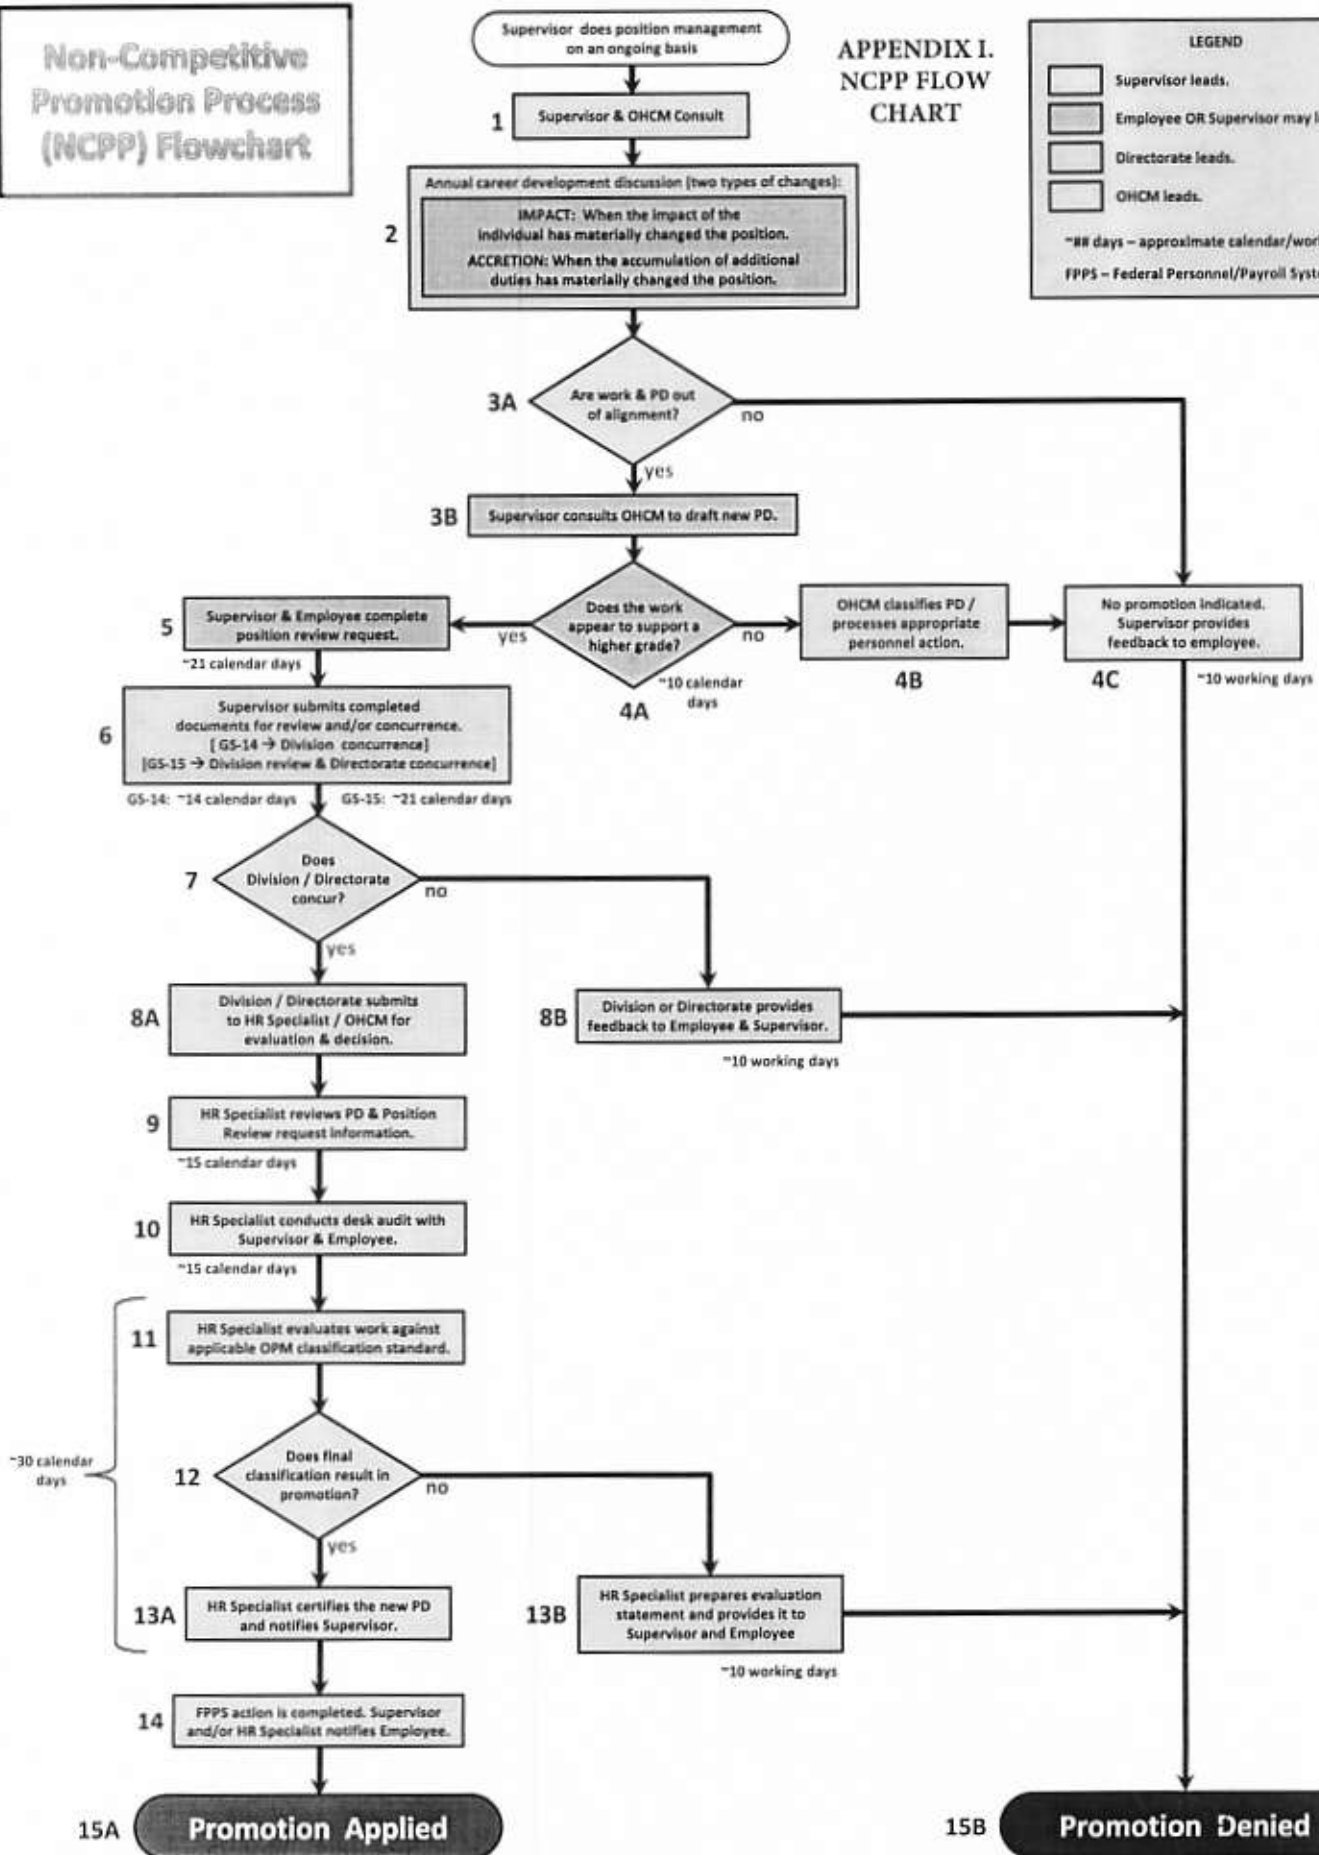 Non-Competitive
Promotion Process
(NCPP) Flowchart
Supervisor does position management
on an ongoing basis
APPENDIX I.
NCPP FLOW
CHART
LEGEND
Supervisor leads.
Employee OR Supervisor may
Directorate leads.
OHCM leads.
~## days – approximate calendar/
FPPS – Federal Personnel/Payroll
1
Supervisor & OHCM Consult
2
Annual career development discussion (two types of changes):
IMPACT: When the impact of the
individual has materially changed the position.
ACCRETION: When the accumulation of additional
duties has materially changed the position.
3A
Are work & PD out
of alignment?
no
yes
3B
Supervisor consults OHCM to draft new PD.
4A
Does the work
appear to support a
higher grade?
yes
no
~10 calendar
days
OHCM classifies PD /
processes appropriate
personnel action.
4B
No promotion indicated.
Supervisor provides
feedback to employee.
4C
~10 working days
5
Supervisor & Employee complete
position review request.
~21 calendar days
6
Supervisor submits completed
documents for review and/or concurrence.
[ GS-14 → Division concurrence]
[GS-15 → Division review & Directorate concurrence]
GS-14: ~14 calendar days
GS-15: ~21 calendar days
7
Does
Division / Directorate
concur?
no
yes
8A
Division / Directorate submits
to HR Specialist / OHCM for
evaluation & decision.
8B
Division or Directorate provides
feedback to Employee & Supervisor.
~10 working days
9
HR Specialist reviews PD & Position
Review request information.
~15 calendar days
10
HR Specialist conducts desk audit with
Supervisor & Employee.
~15 calendar days
11
HR Specialist evaluates work against
applicable OPM classification standard.
~30 calendar
days
12
Does final
classification result in
promotion?
no
yes
13A
HR Specialist certifies the new PD
and notifies Supervisor.
13B
HR Specialist prepares evaluation
statement and provides it to
Supervisor and Employee
~10 working days
14
FPPS action is completed. Supervisor
and/or HR Specialist notifies Employee.
15A
Promotion Applied
15B
Promotion Denied